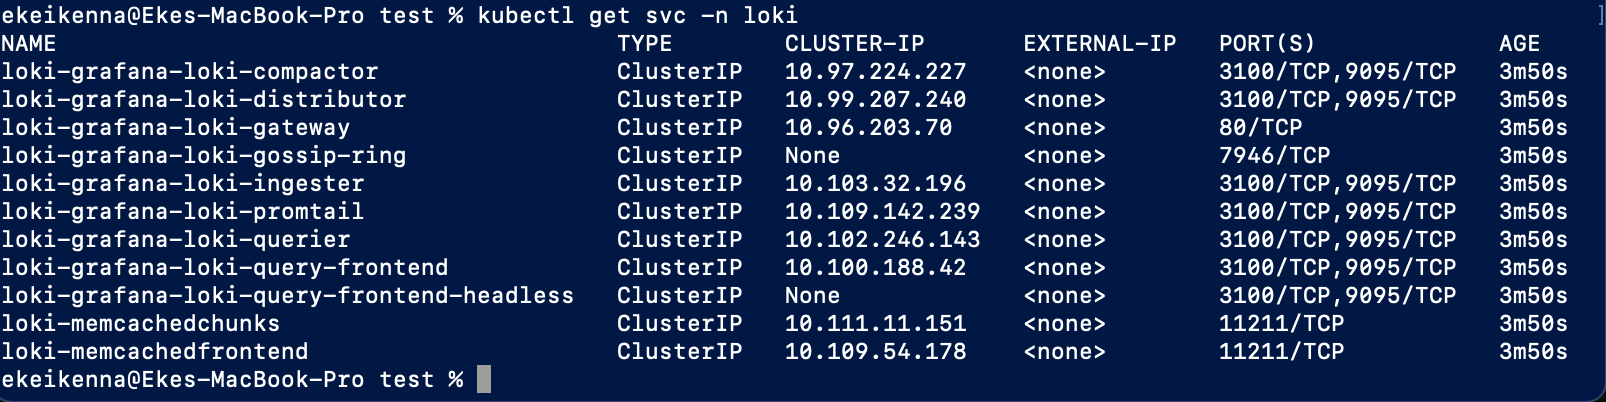 ekeikenna@Ekes-MacBook-Pro test % kubectl get svc -n loki
NAME TYPE CLUSTER-IP EXTERNAL-IP PORT(S) AGE
loki-grafana-loki-compactor ClusterIP 10.97.224.227 <none> 3100/TCP,9095/TCP 3m50s
loki-grafana-loki-distributor ClusterIP 10.99.207.240 <none> 3100/TCP,9095/TCP 3m50s
loki-grafana-loki-gateway ClusterIP 10.96.203.70 <none> 80/TCP 3m50s
loki-grafana-loki-gossip-ring ClusterIP None <none> 7946/TCP 3m50s
loki-grafana-loki-ingester ClusterIP 10.103.32.196 <none> 3100/TCP,9095/TCP 3m50s
loki-grafana-loki-promtail ClusterIP 10.109.142.239 <none> 3100/TCP,9095/TCP 3m50s
loki-grafana-loki-querier ClusterIP 10.102.246.143 <none> 3100/TCP,9095/TCP 3m50s
loki-grafana-loki-query-frontend ClusterIP 10.100.188.42 <none> 3100/TCP,9095/TCP 3m50s
loki-grafana-loki-query-frontend-headless ClusterIP None <none> 3100/TCP,9095/TCP 3m50s
loki-memcachedchunks ClusterIP 10.111.11.151 <none> 11211/TCP 3m50s
loki-memcachedfrontend ClusterIP 10.109.54.178 <none> 11211/TCP 3m50s
ekeikenna@Ekes-MacBook-Pro test %